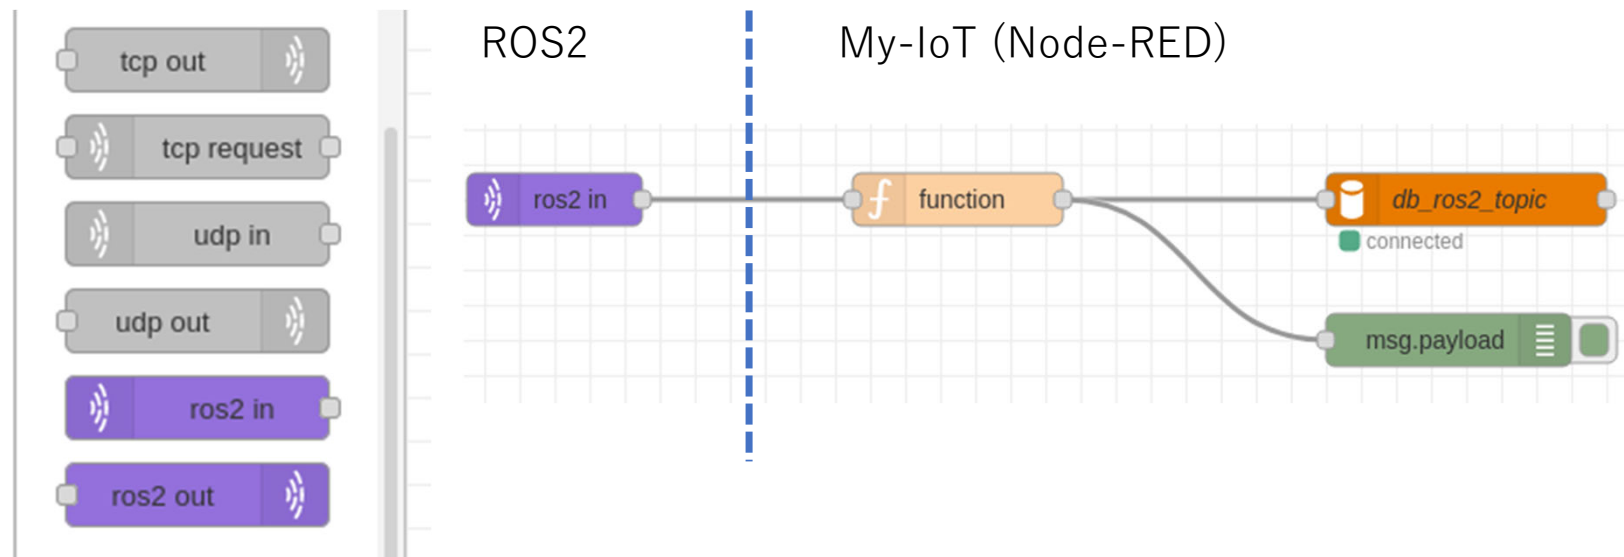 tcp out
tcp request
udp in
udp out
ros2 in
ros2 out
ROS2
My-IoT (Node-RED)
ros2 in
function
db_ros2_topic
connected
msg.payload